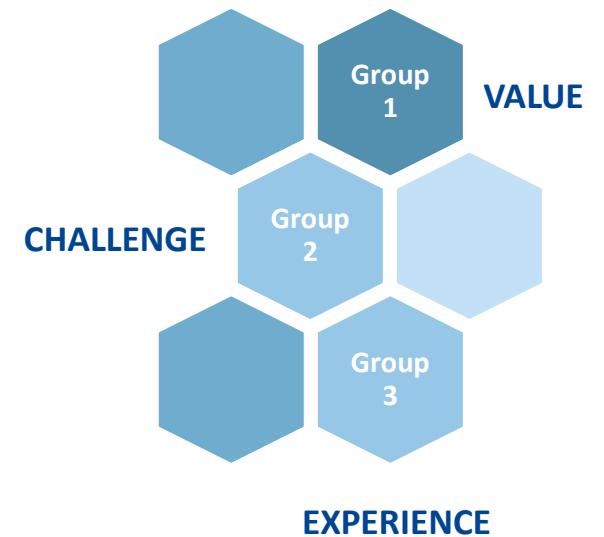 Group
1
VALUE
CHALLENGE
Group
2
Group
3
EXPERIENCE